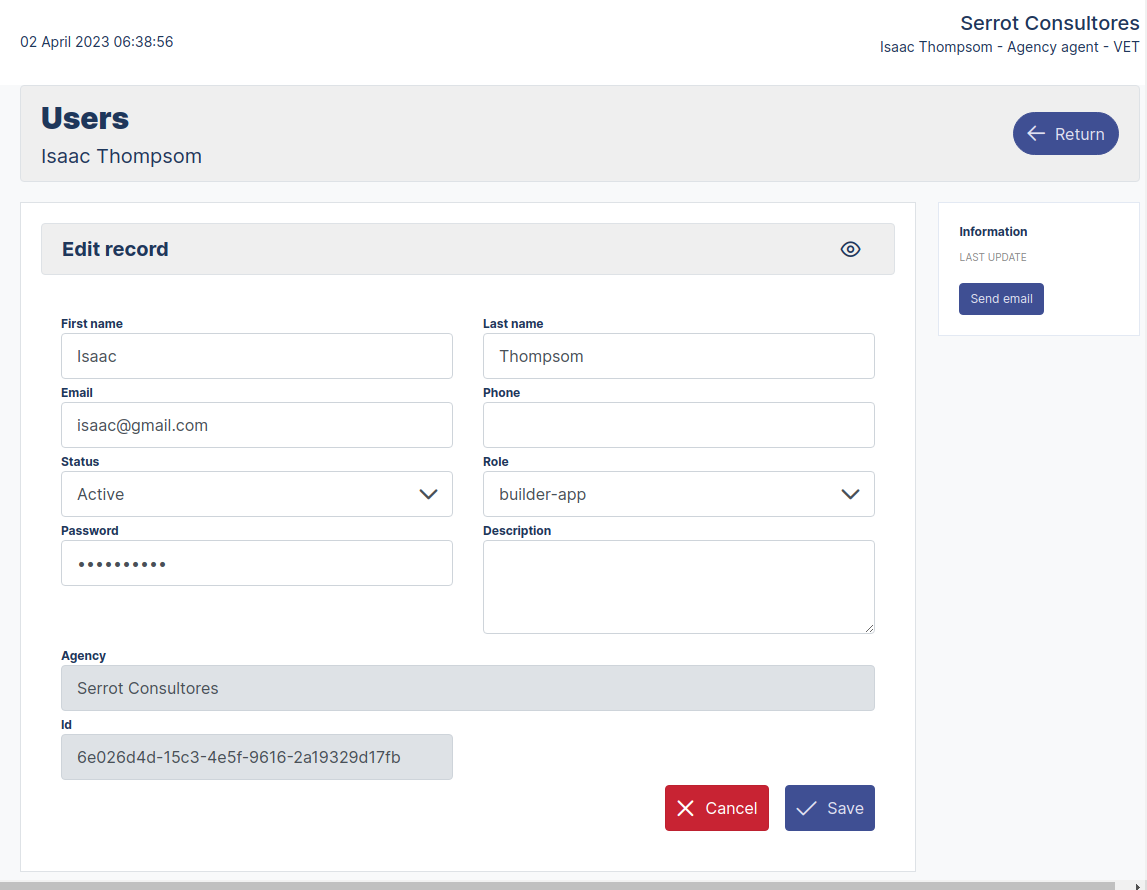 02 April 2023 06:38:56
Serrot Consultores
Isaac Thompsom - Agency agent - VET
Users
Isaac Thompsom
Return
Edit record
Information
LAST UPDATE
Send email
First name
Last name
Isaac
Thompsom
Email
Phone
isaac@gmail.com
Status
Role
Active
builder-app
Password
Description
••••••••••
Agency
Serrot Consultores
Id
6e026d4d-15c3-4e5f-9616-2a19329d17fb
Cancel
Save